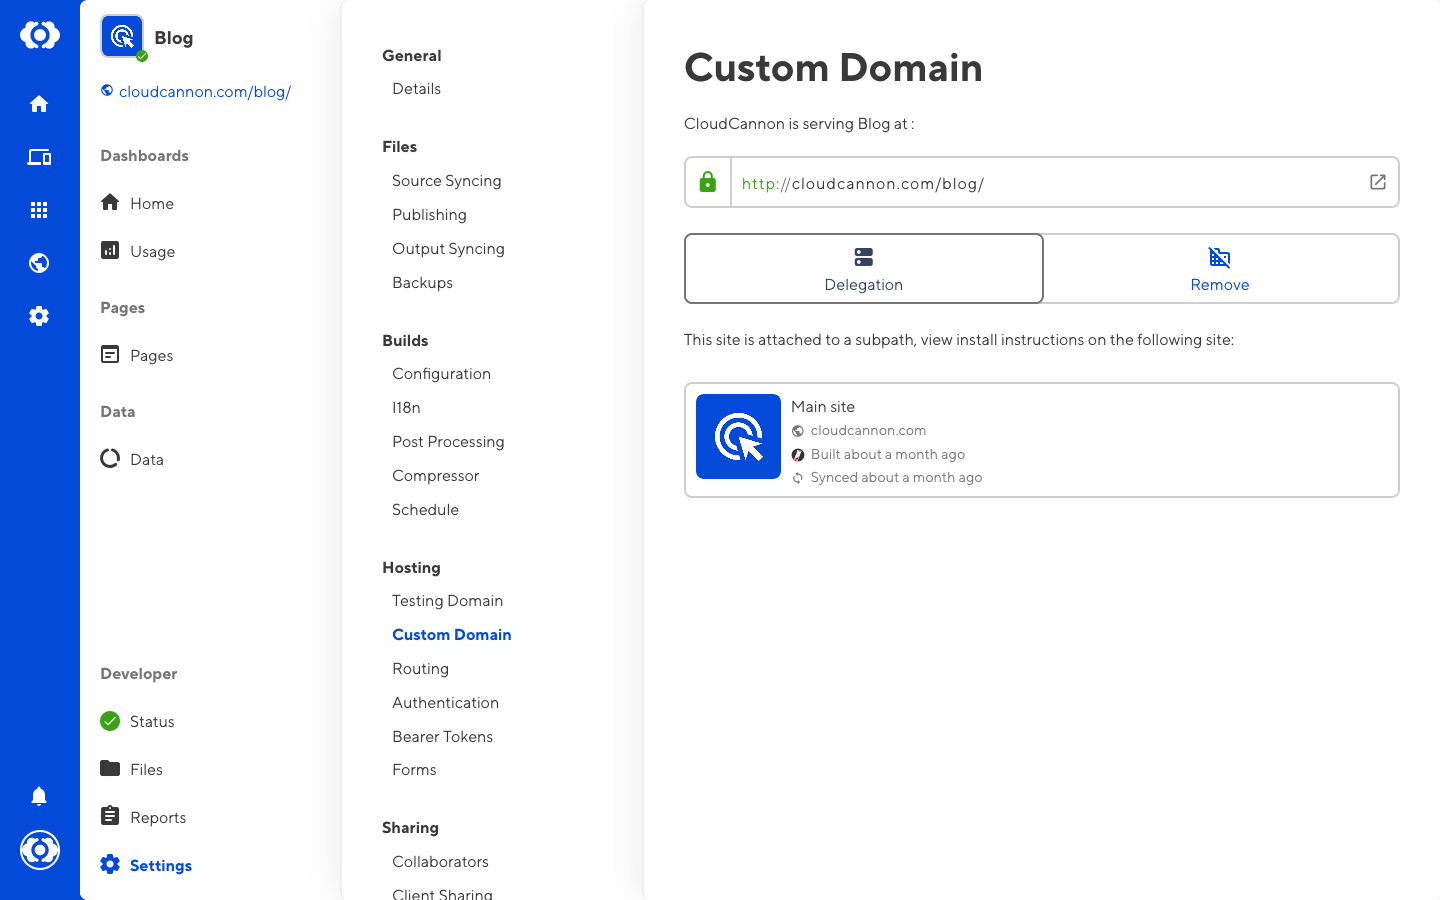 Blog
cloudcannon.com/blog/
Dashboards
Home
Usage
Pages
Pages
Data
Data
Developer
Status
Files
Reports
Settings
General
Details
Files
Source Syncing
Publishing
Output Syncing
Backups
Builds
Configuration
I18n
Post Processing
Compressor
Schedule
Hosting
Testing Domain
Custom Domain
Routing
Authentication
Bearer Tokens
Forms
Sharing
Collaborators
Client Sharing
Custom Domain
CloudCannon is serving Blog at :
http://cloudcannon.com/blog/
Delegation
Remove
This site is attached to a subpath, view install instructions on the following site:
Main site
cloudcannon.com
Built about a month ago
Synced about a month ago